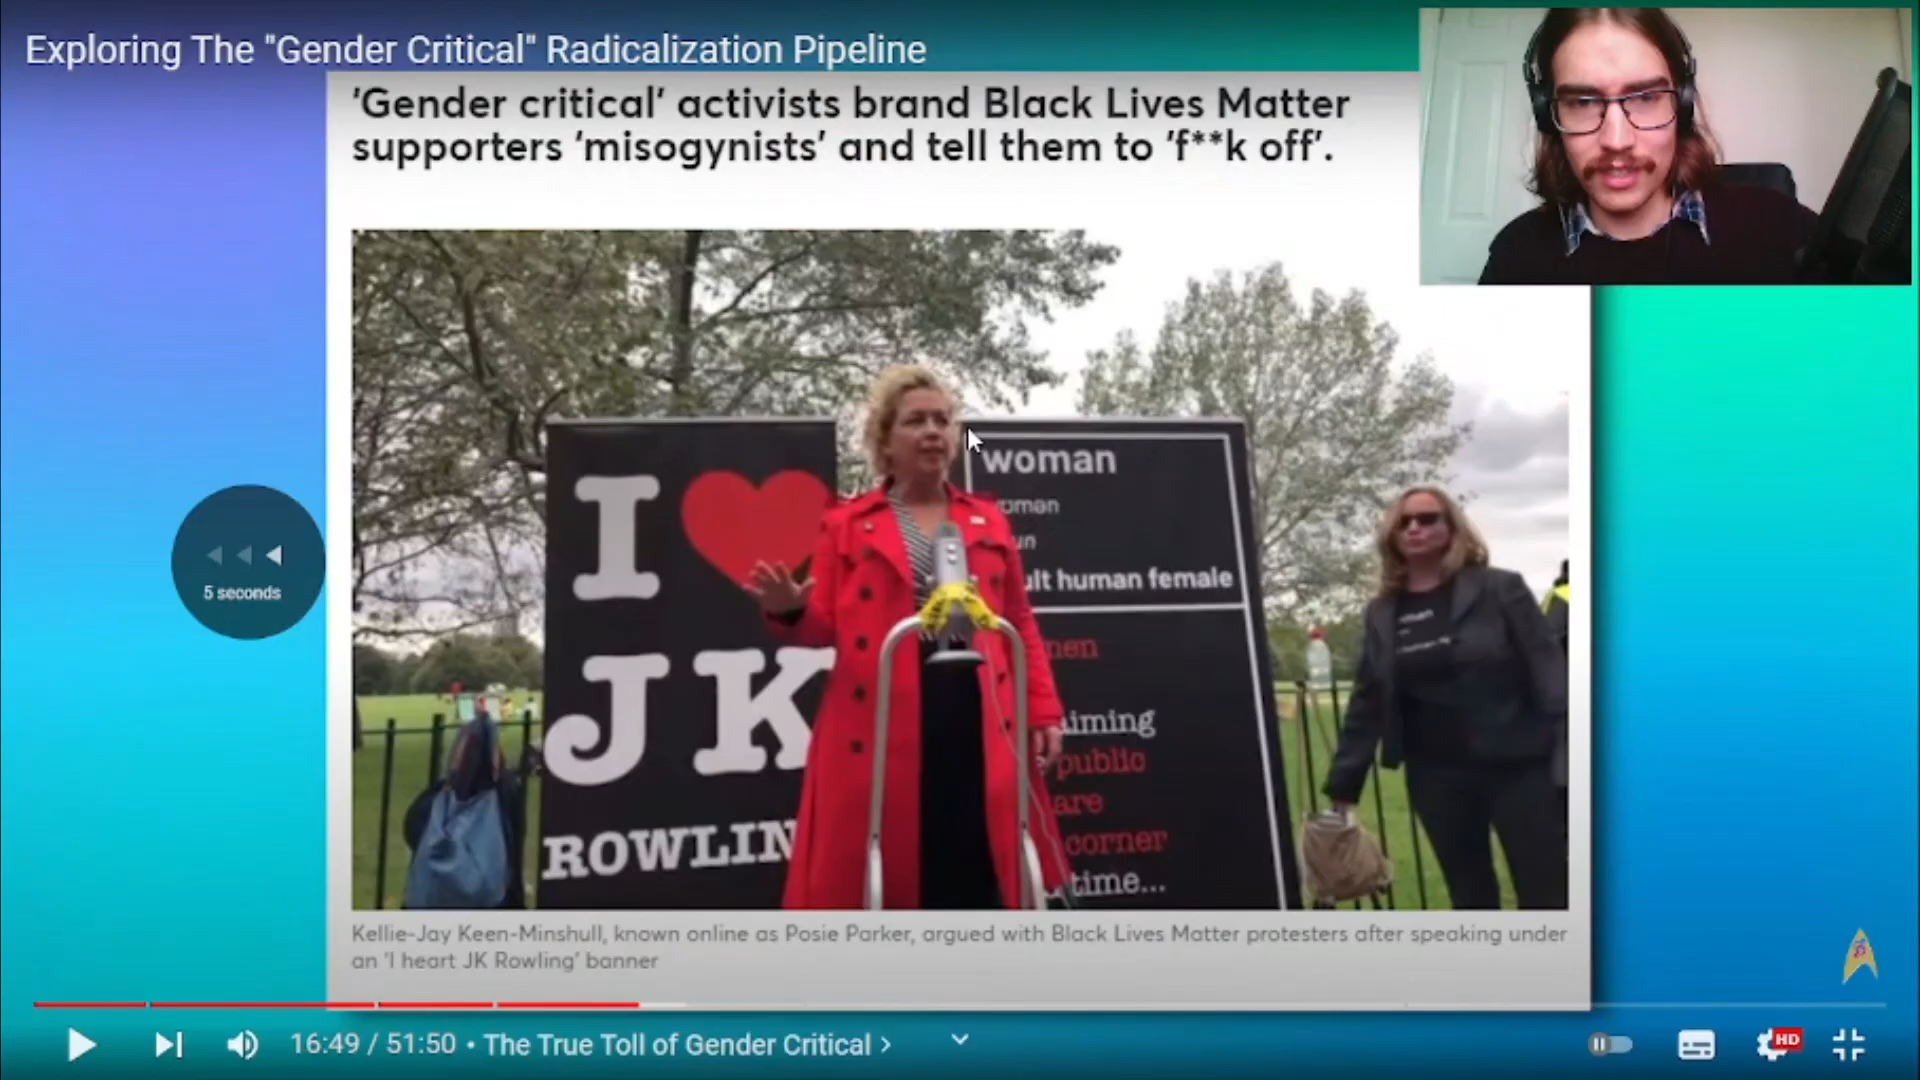 Exploring The "Gender Critical" Radicalization Pipeline
'Gender critical' activists brand Black Lives Matter
supporters 'misogynists' and tell them to 'f**k off'.
I
JK
ROWLIN
woman
human female
public
are
corner
time...
5 seconds
Kellie-Jay Keen-Minshull, known online as Posie Parker, argued with Black Lives Matter protesters after speaking under
an 'I heart JK Rowling' banner
16:49 / 51:50 • The True Toll of Gender Critical
HD